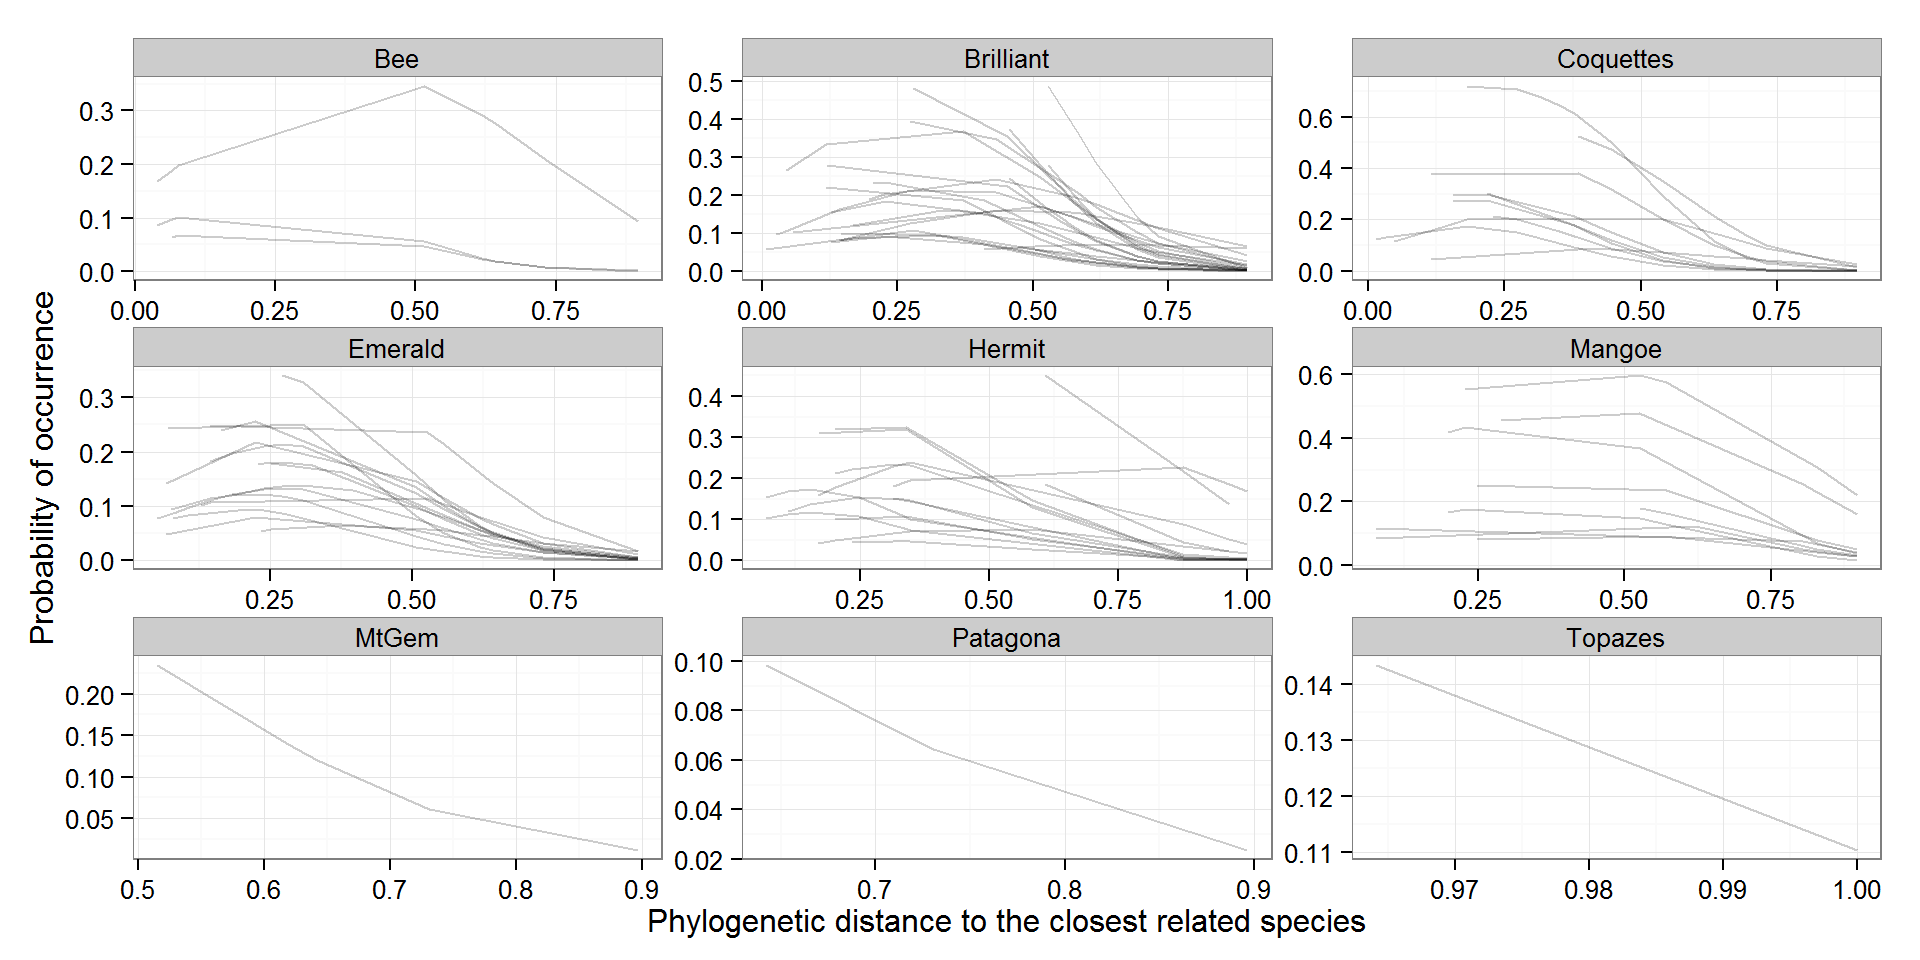 Bee Brilliant Coquettes
0.3
0.2
0.1
0.0
0.5
0.4
0.3
0.2
0.1
0.0
0.6
0.4
0.2
0.0
0.00 0.25 0.50 0.75
0.00 0.25 0.50 0.75
0.00 0.25 0.50 0.75
Emerald Hermit Mangoe
0.3
0.2
0.1
0.0
0.4
0.3
0.2
0.1
0.0
0.6
0.4
0.2
0.0
0.25 0.50 0.75
0.25 0.50 0.75 1.00
0.25 0.50 0.75
MtGem Patagona Topazes
0.20
0.15
0.10
0.05
0.10
0.08
0.06
0.04
0.02
0.14
0.13
0.12
0.11
0.5 0.6 0.7 0.8 0.9
0.7 0.8 0.9
0.97 0.98 0.99 1.00
Probability of occurrence
Phylogenetic distance to the closest related species